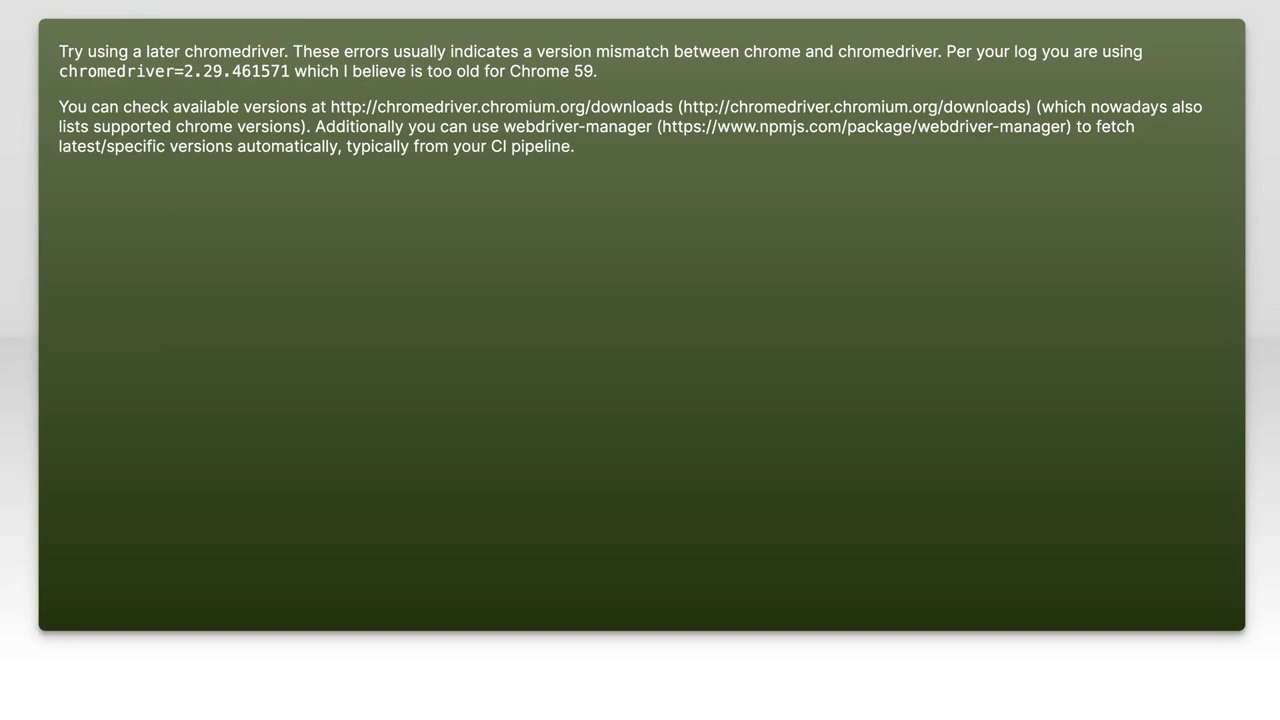 Try using a later chromedriver. These errors usually indicates a version mismatch between chrome and chromedriver. Per your log you are using
chromedriver=2.29.461571 which I believe is too old for Chrome 59.
You can check available versions at http://chromedriver.chromium.org/downloads (http://chromedriver.chromium.org/downloads) (which nowadays also
lists supported chrome versions). Additionally you can use webdriver-manager (https://www.npmjs.com/package/webdriver-manager) to fetch
latest/specific versions automatically, typically from your CI pipeline.